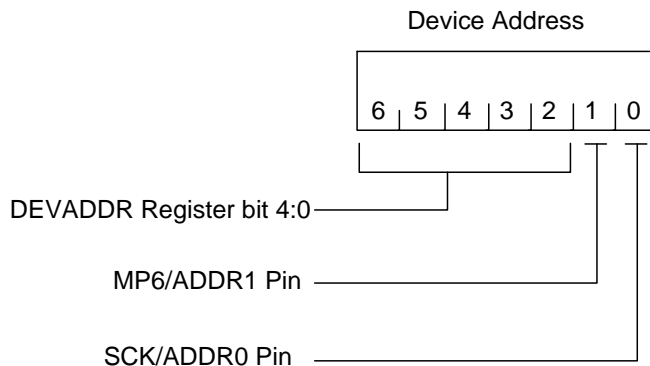 Device Address
6 5 4 3 2 1 0
DEVADDR Register bit 4:0
MP6/ADDR1 Pin
SCK/ADDR0 Pin